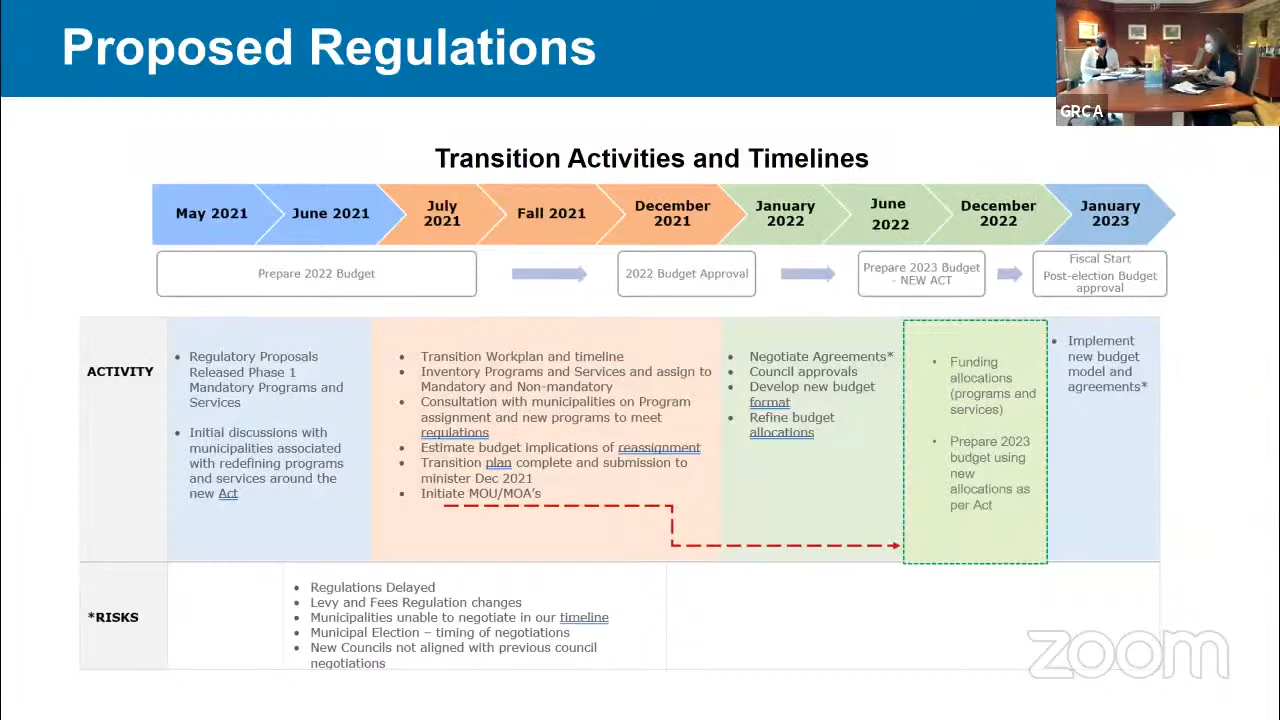 Proposed Regulations
GRCA
Transition Activities and Timelines
May 2021
June 2021
July
2021
Fall 2021
December
2021
January
2022
June
2022
December
2022
January
2023
Prepare 2022 Budget
2022 Budget Approval
Prepare 2023 Budget
- NEW ACT
Fiscal Start
Post-election Budget
approval
ACTIVITY
• Regulatory Proposals
Released Phase 1
Mandatory Programs and
Services
• Initial discussions with
municipalities associated
with redefining programs
and services around the
new Act
• Transition Workplan and timeline
• Inventory Programs and Services and assign to
Mandatory and Non-mandatory
• Consultation with municipalities on Program
assignment and new programs to meet
regulations
• Estimate budget implications of reassignment
• Transition plan complete and submission to
minister Dec 2021
• Initiate MOU/MOA's
• Negotiate Agreements*
• Council approvals
• Develop new budget
format
• Refine budget
allocations
• Funding
allocations
(programs and
services)
• Prepare 2023
budget using
new
allocations as
per Act
• Implement
new budget
model and
agreements*
*RISKS
• Regulations Delayed
• Levy and Fees Regulation changes
• Municipalities unable to negotiate in our timeline
• Municipal Election – timing of negotiations
• New Councils not aligned with previous council
negotiations
zoom